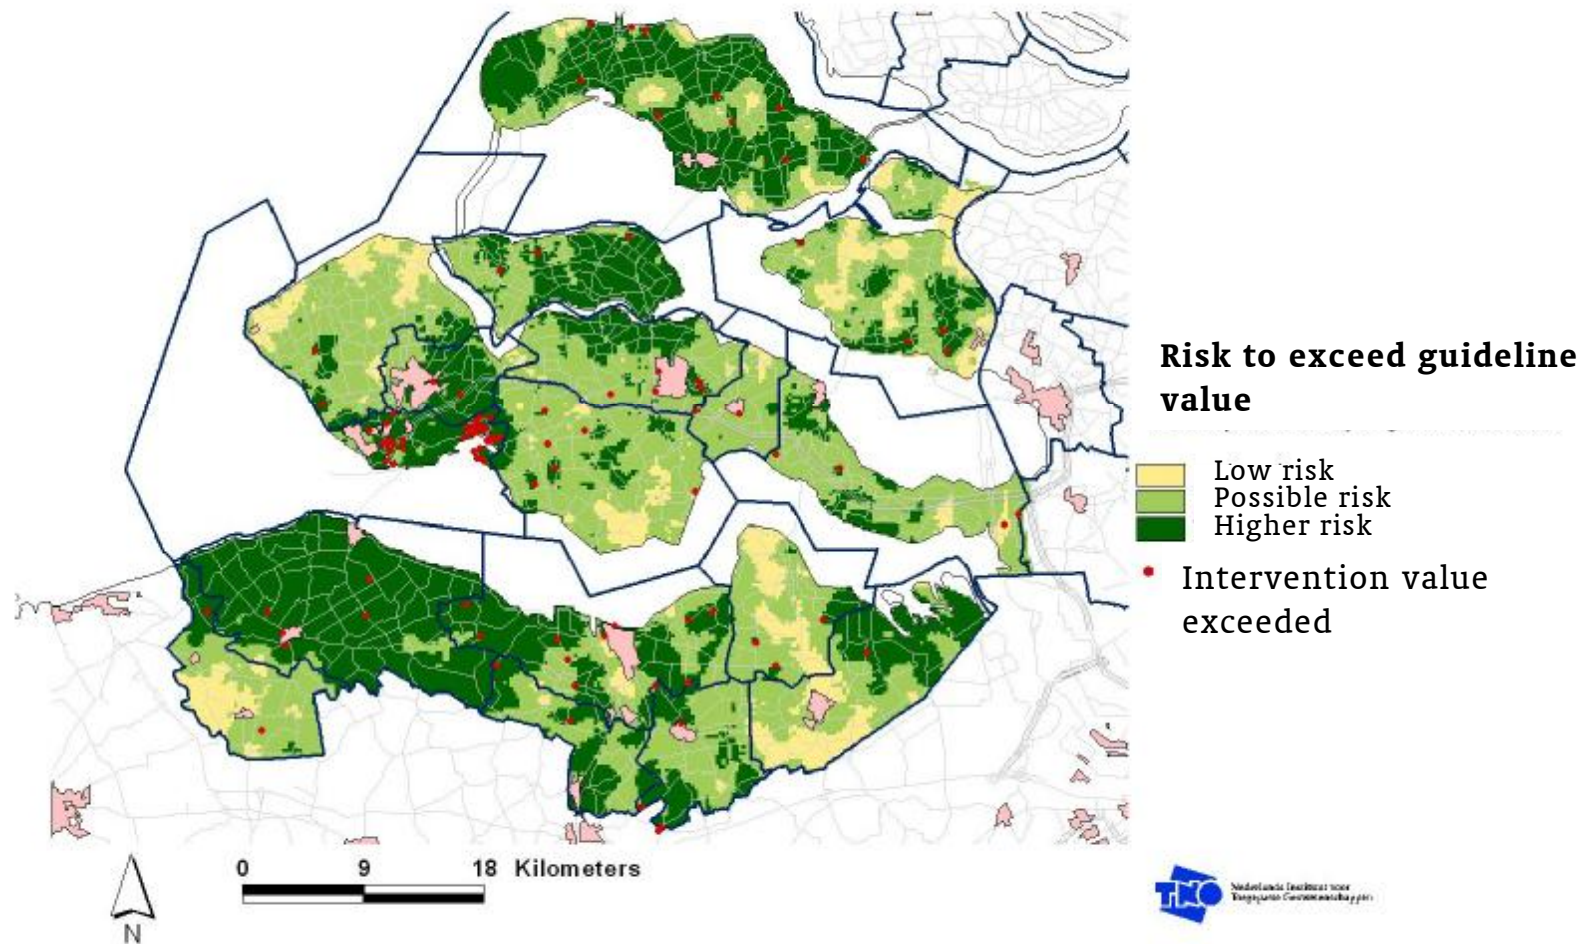 Risk to exceed guideline
value
Low risk
Possible risk
Higher risk
Intervention value
exceeded
0 9 18 Kilometers
N
TNO